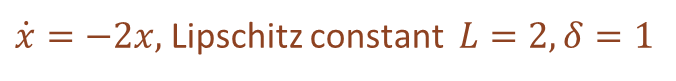 ẋ = −2x, Lipschitz constant L = 2, δ = 1